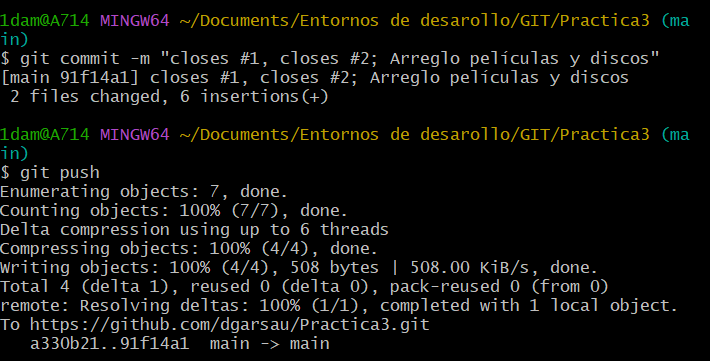 1dam@A714 MINGW64 ~/Documents/Entornos de desarollo/GIT/Practica3 (ma
in)
$ git commit -m "closes #1, closes #2; Arreglo películas y discos"
[main 91f14a1] closes #1, closes #2; Arreglo películas y discos
 2 files changed, 6 insertions(+)

1dam@A714 MINGW64 ~/Documents/Entornos de desarollo/GIT/Practica3 (ma
in)
$ git push
Enumerating objects: 7, done.
Counting objects: 100% (7/7), done.
Delta compression using up to 6 threads
Compressing objects: 100% (4/4), done.
Writing objects: 100% (4/4), 508 bytes | 508.00 KiB/s, done.
Total 4 (delta 1), reused 0 (delta 0), pack-reused 0 (from 0)
remote: Resolving deltas: 100% (1/1), completed with 1 local object.
To https://github.com/dgarsau/Practica3.git
   a330b21..91f14a1  main -> main